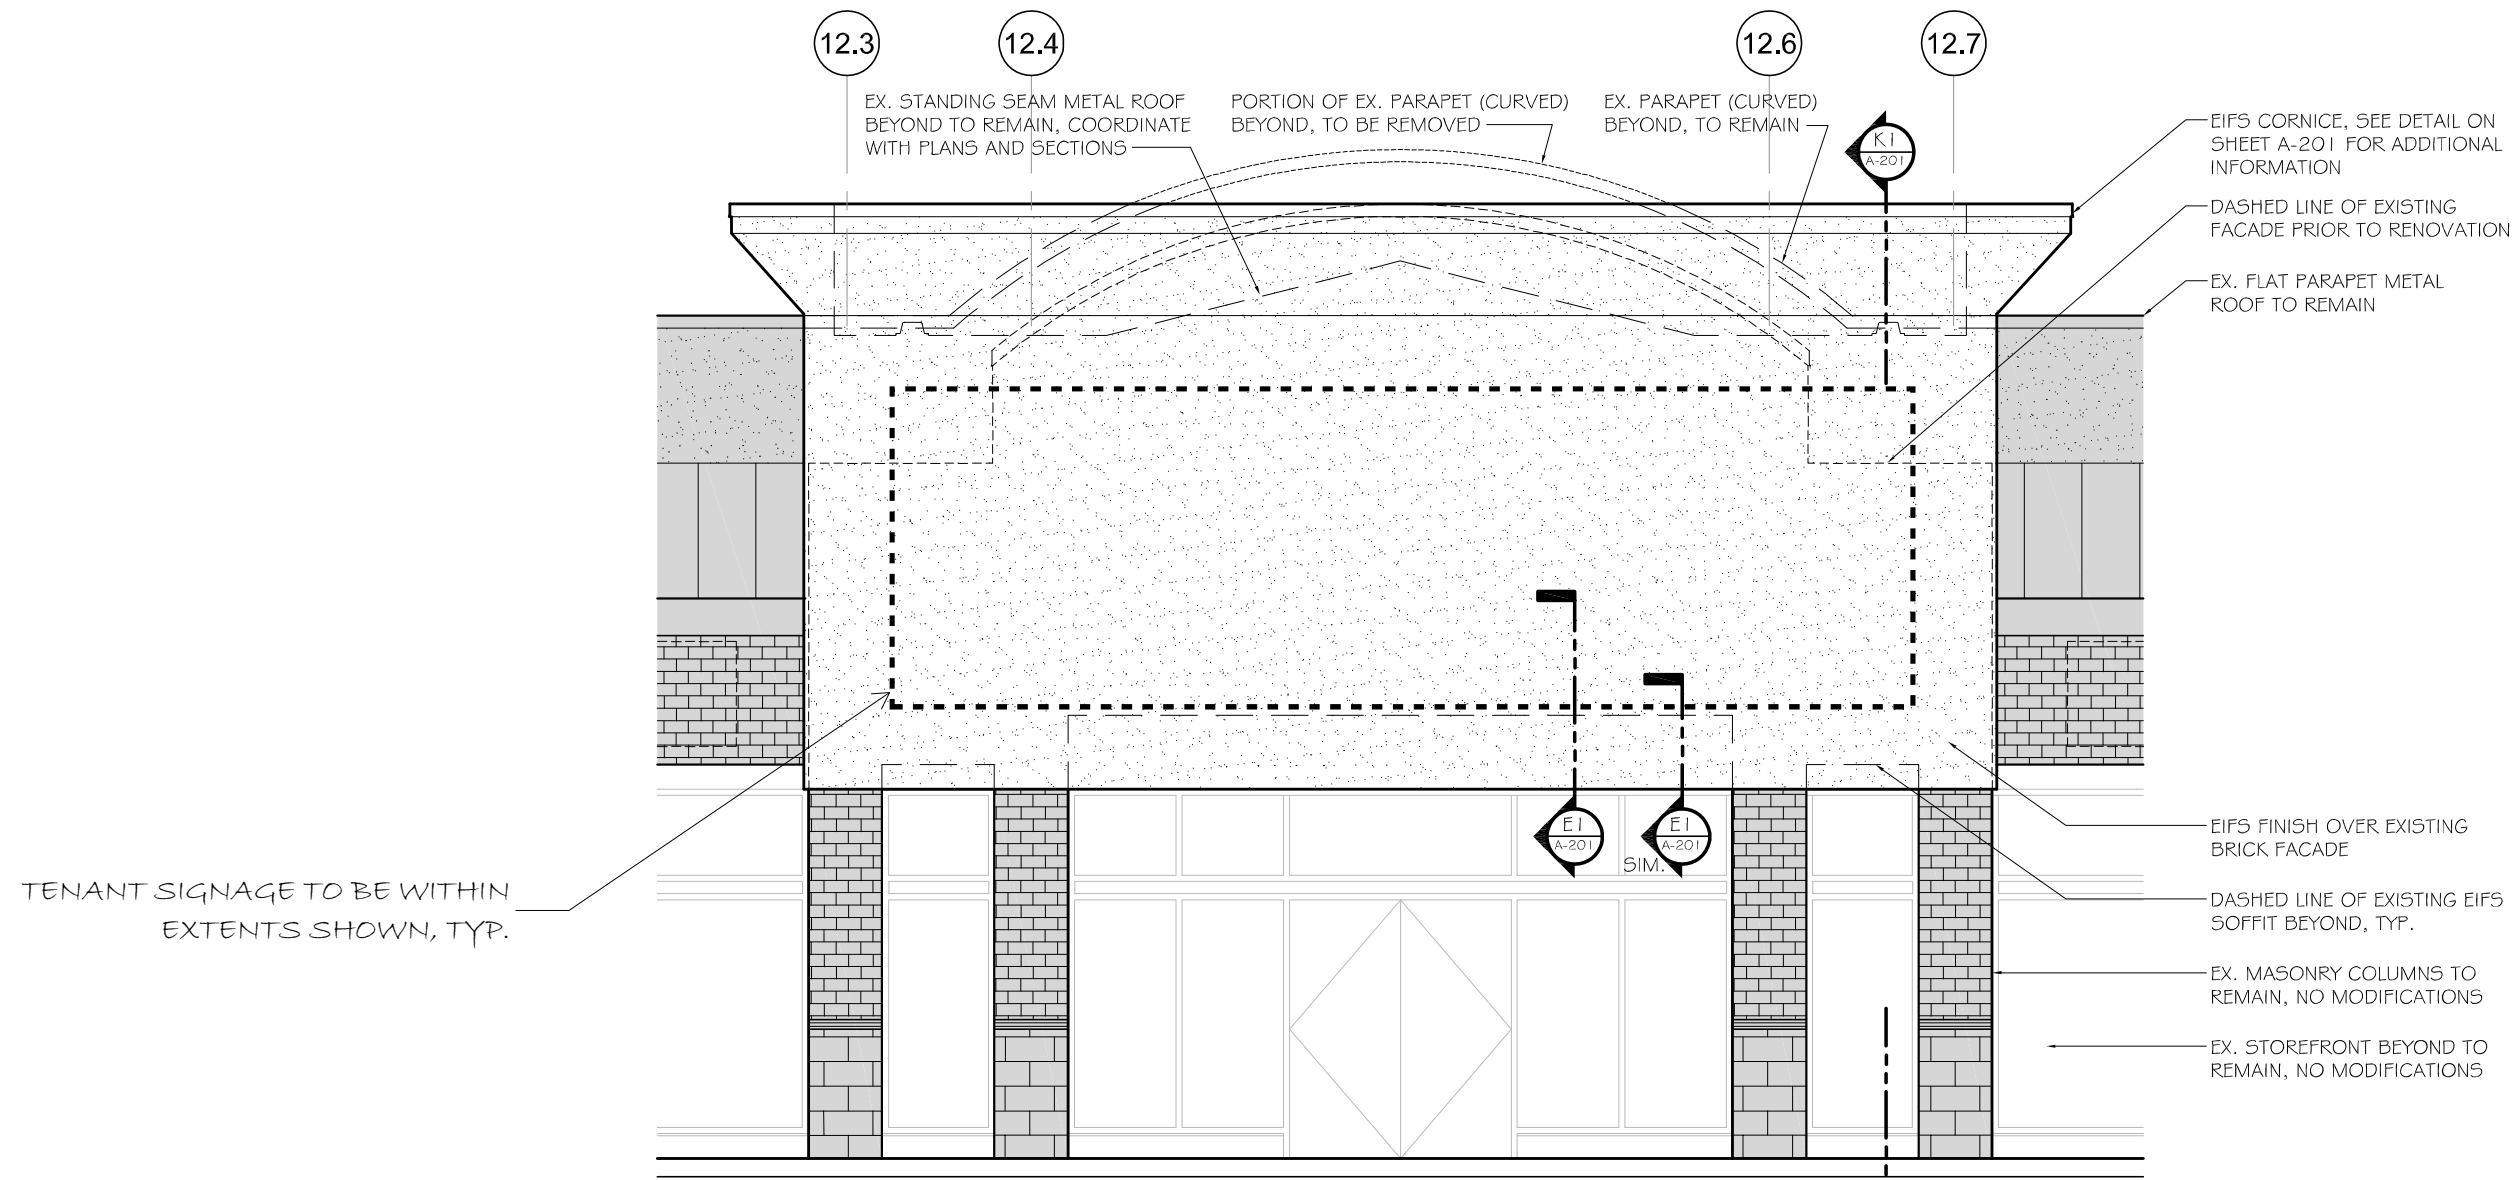 12.3
12.4
12.6
12.7
EX. STANDING SEAM METAL ROOF
BEYOND TO REMAIN, COORDINATE
WITH PLANS AND SECTIONS
PORTION OF EX. PARAPET (CURVED)
BEYOND, TO BE REMOVED
EX. PARAPET (CURVED)
BEYOND, TO REMAIN
K1
A-201
EIFS CORNICE, SEE DETAIL ON
SHEET A-201 FOR ADDITIONAL
INFORMATION
DASHED LINE OF EXISTING
FACADE PRIOR TO RENOVATION
EX. FLAT PARAPET METAL
ROOF TO REMAIN
E1
A-201
E1
A-201
SIM.
TENANT SIGNAGE TO BE WITHIN
EXTENTS SHOWN, TYP.
EIFS FINISH OVER EXISTING
BRICK FACADE
DASHED LINE OF EXISTING EIFS
SOFFIT BEYOND, TYP.
EX. MASONRY COLUMNS TO
REMAIN, NO MODIFICATIONS
EX. STOREFRONT BEYOND TO
REMAIN, NO MODIFICATIONS